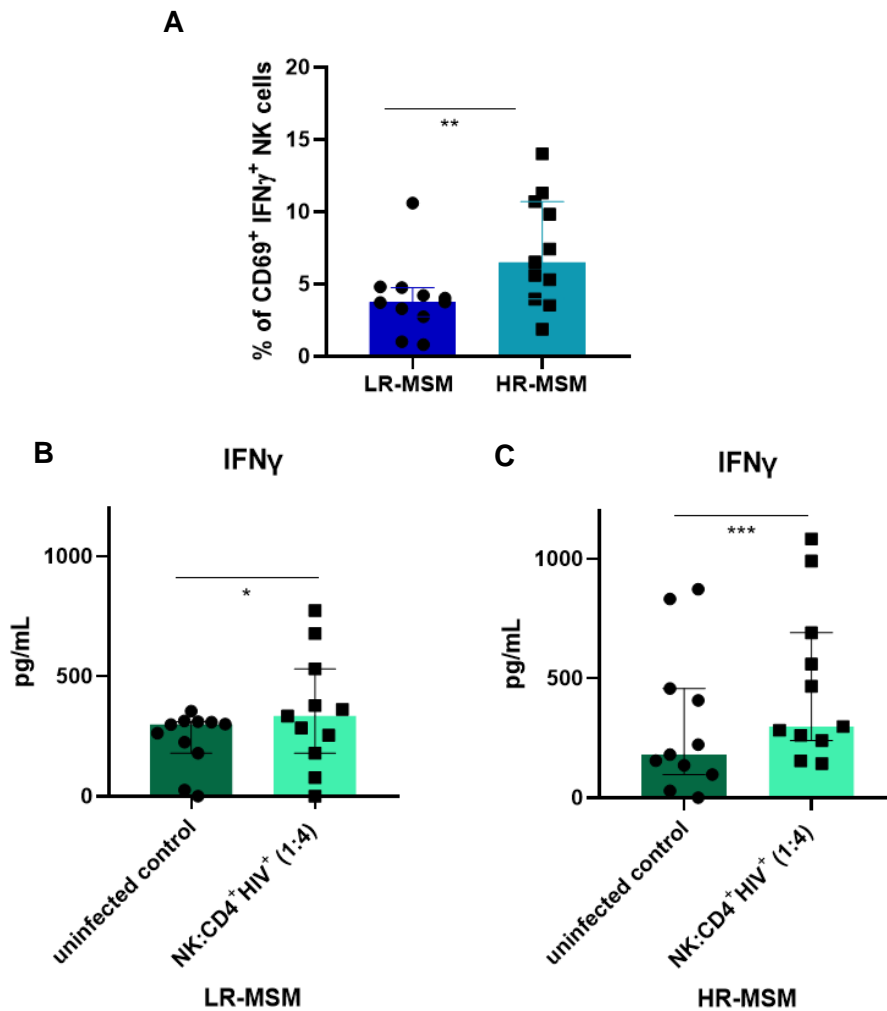 A
% of CD69⁺ IFNγ⁺ NK cells
20
15
10
5
0
**
LR-MSM
HR-MSM
B
IFNγ
pg/mL
1000
500
0
*
uninfected control
NK:CD4⁺HIV⁺ (1:4)
LR-MSM
C
IFNγ
pg/mL
1000
500
0
***
uninfected control
NK:CD4⁺HIV⁺ (1:4)
HR-MSM